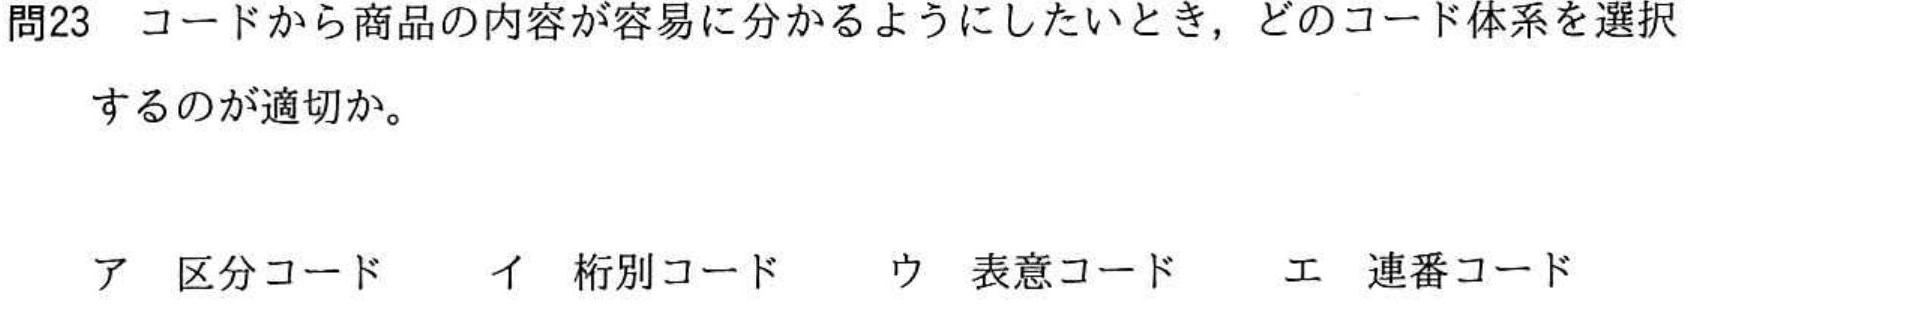 問23　コードから商品の内容が容易に分かるようにしたいとき，どのコード体系を選択
するのが適切か。
ア　区分コード　　イ　桁別コード　　ウ　表意コード　　エ　連番コード